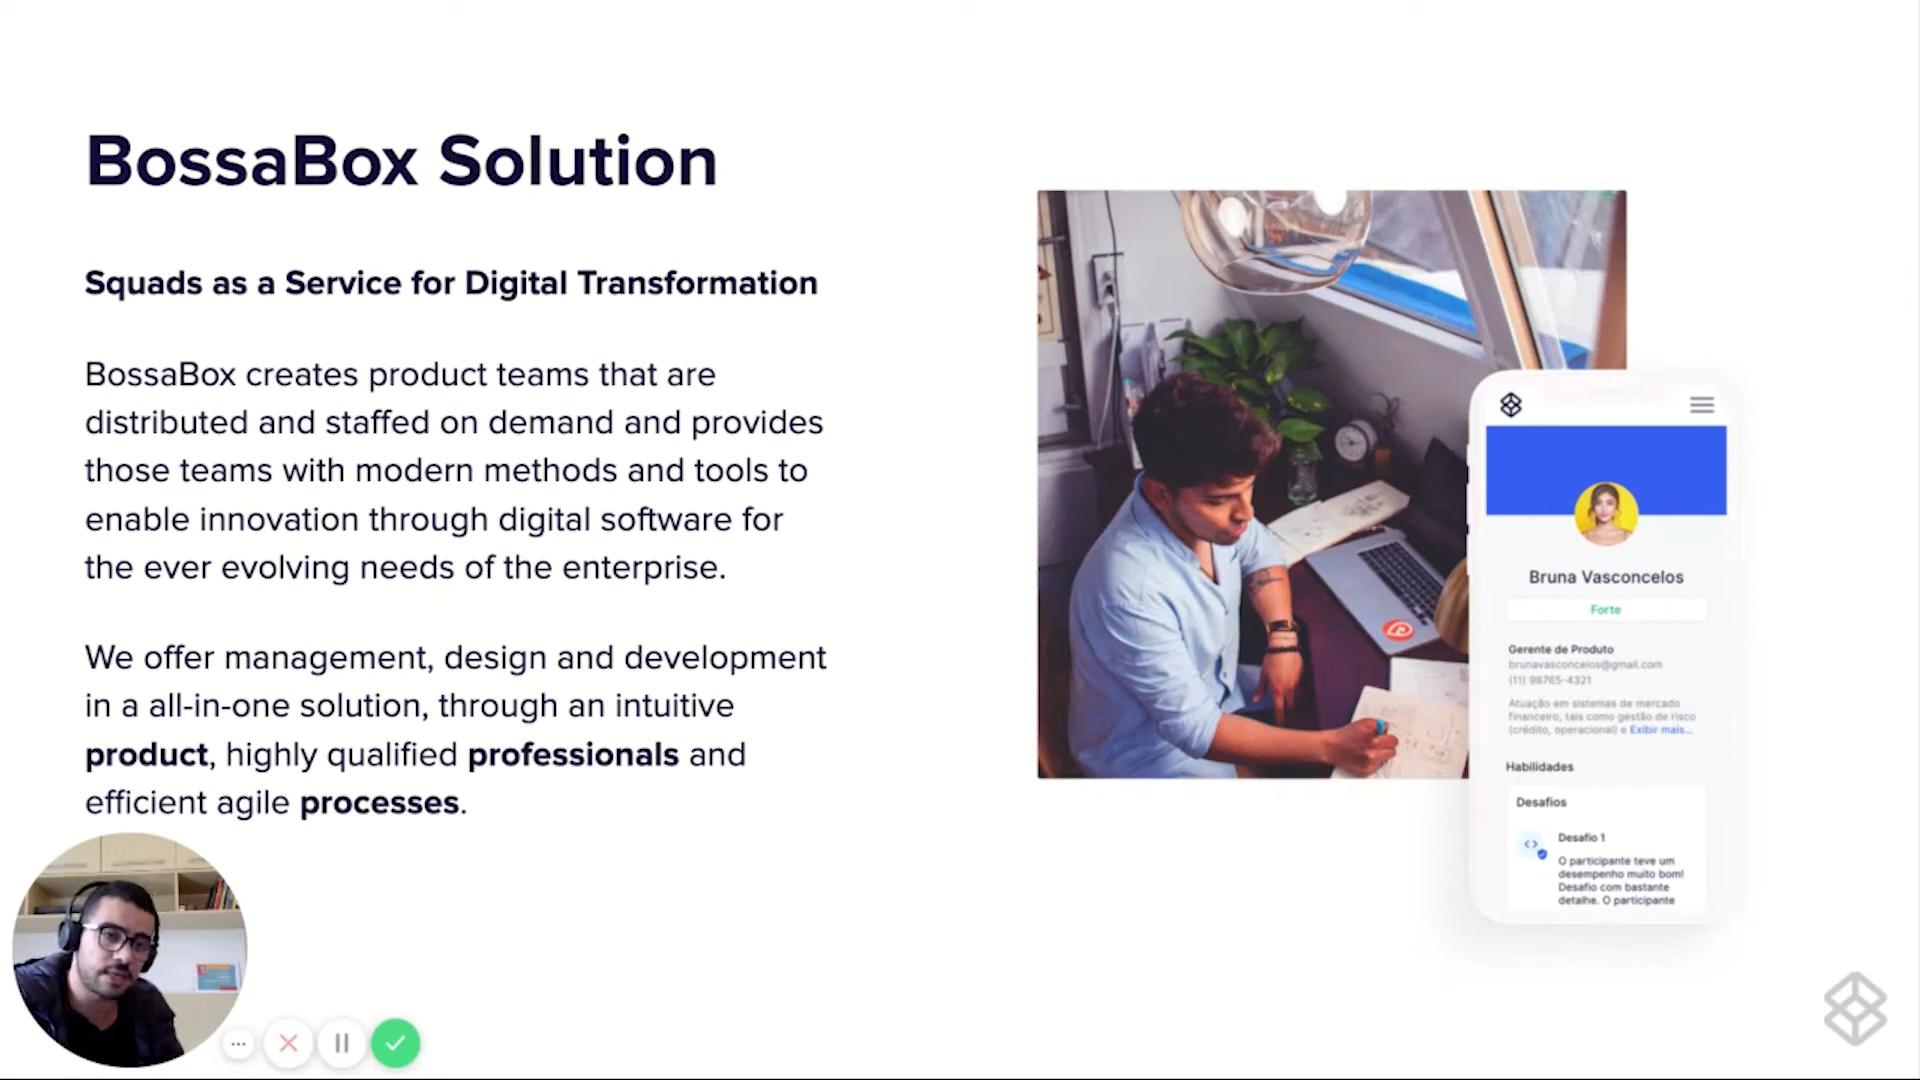 BossaBox Solution
Squads as a Service for Digital Transformation
BossaBox creates product teams that are
distributed and staffed on demand and provides
those teams with modern methods and tools to
enable innovation through digital software for
the ever evolving needs of the enterprise.
We offer management, design and development
in a all-in-one solution, through an intuitive
product, highly qualified professionals and
efficient agile processes.
Bruna Vasconcelos
Forte
Gerente de Produto
brunavasconcelos@gmail.com
(11) 98765-4321
Atuação em sistemas de mercado
financeiro, tais como gestão de risco
(crédito, operacional) e Exibir mais...
Habilidades
Desafios
Desafio 1
O participante teve um
desempenho muito bom!
Desafio com bastante
detalhe. O participante